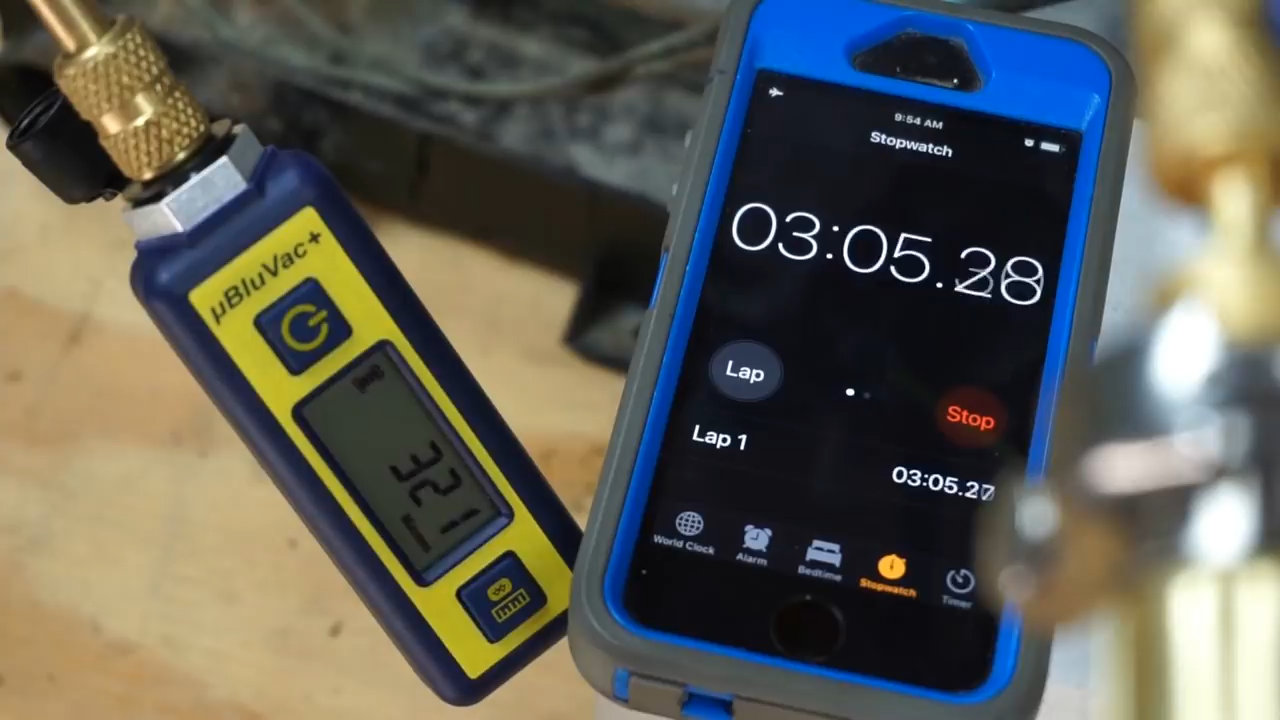 µBluVac+
321
9:54 AM
Stopwatch
03:05.28
Lap
Stop
Lap 1
03:05.27
World Clock
Alarm
Bedtime
Stopwatch
Timer